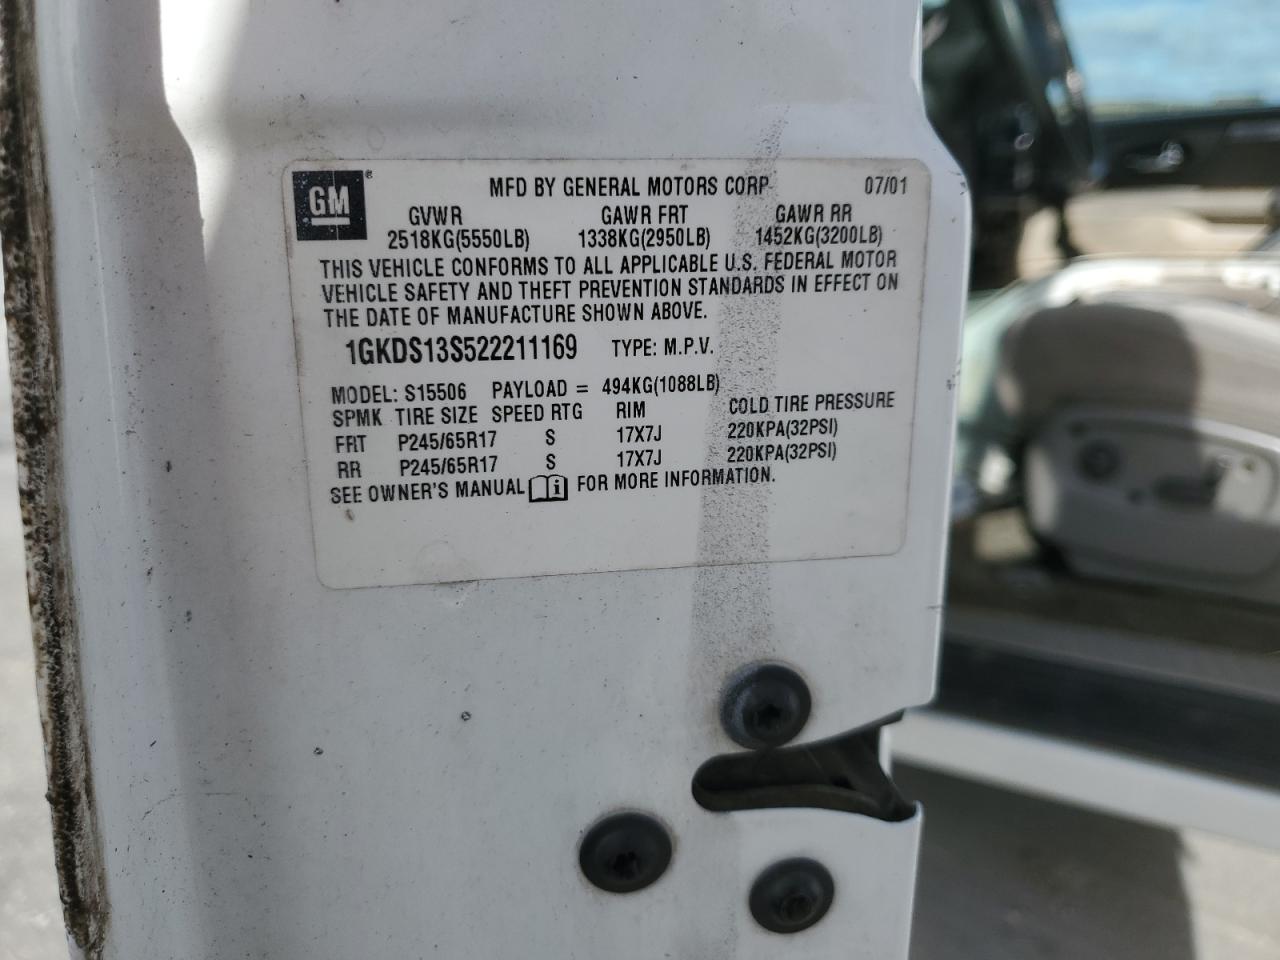 GM® MFD BY GENERAL MOTORS CORP 07/01
GVWR GAWR FRT GAWR RR
2518KG(5550LB) 1338KG(2950LB) 1452KG(3200LB)
THIS VEHICLE CONFORMS TO ALL APPLICABLE U.S. FEDERAL MOTOR
VEHICLE SAFETY AND THEFT PREVENTION STANDARDS IN EFFECT ON
THE DATE OF MANUFACTURE SHOWN ABOVE.
1GKDS13S522211169 TYPE: M.P.V.
MODEL: S15506 PAYLOAD = 494KG(1088LB)
SPMK TIRE SIZE SPEED RTG RIM COLD TIRE PRESSURE
FRT P245/65R17 S 17X7J 220KPA(32PSI)
RR P245/65R17 S 17X7J 220KPA(32PSI)
SEE OWNER'S MANUAL FOR MORE INFORMATION.